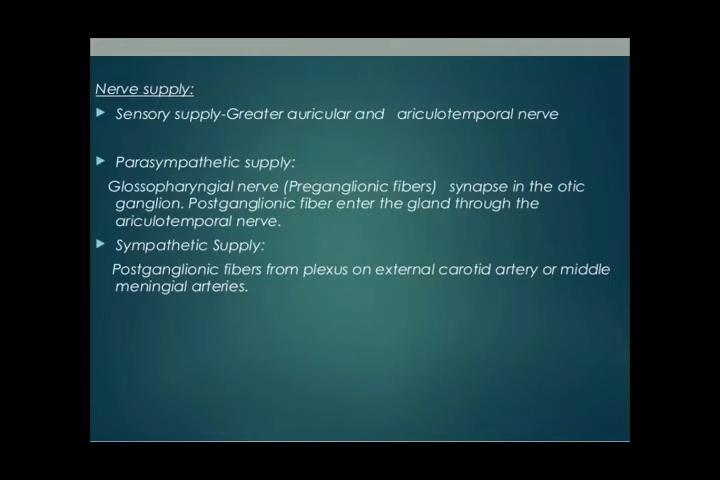 Nerve supply:
Sensory supply-Greater auricular and ariculotemporal nerve
Parasympathetic supply:
Glossopharyngial nerve (Preganglionic fibers) synapse in the otic
ganglion. Postganglionic fiber enter the gland through the
ariculotemporal nerve.
Sympathetic Supply:
Postganglionic fibers from plexus on external carotid artery or middle
meningial arteries.